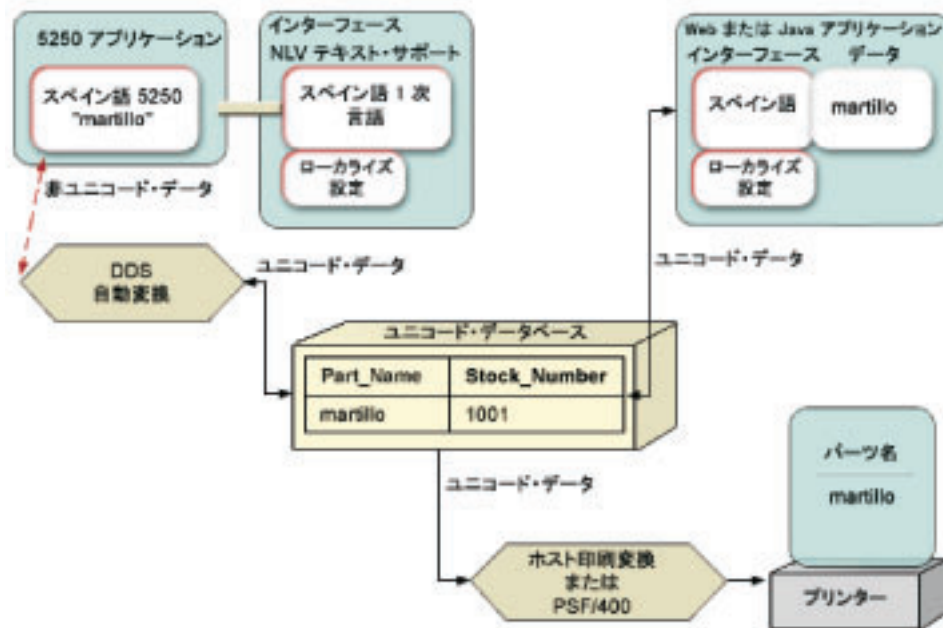 5250 アプリケーション
スペイン語 5250
"martillo"
インターフェース
NLV テキスト・サポート
スペイン語 1 次
言語
ローカライズ
設定
Web または Java アプリケーション
インターフェース データ
スペイン語
martillo
ローカライズ
設定
非ユニコード・データ
DDS
自動変換
ユニコード・データ
ユニコード・データ
ユニコード・データベース
Part_Name Stock_Number
martillo 1001
ユニコード・データ
ホスト印刷変換
または
PSF/400
パーツ名
martillo
プリンター